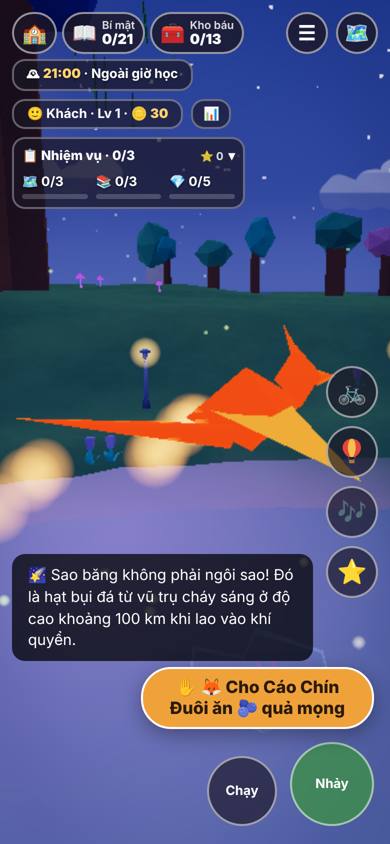 Bí mật
0/21
Kho báu
0/13
21:00 · Ngoài giờ học
Khách · Lv 1 · 30
Nhiệm vụ · 0/3
0 ▼
0/3
0/3
0/5
Sao băng không phải ngôi sao! Đó
là hạt bụi đá từ vũ trụ cháy sáng ở độ
cao khoảng 100 km khi lao vào khí
quyển.
Cho Cáo Chín
Đuôi ăn quả mọng
Chạy
Nhảy